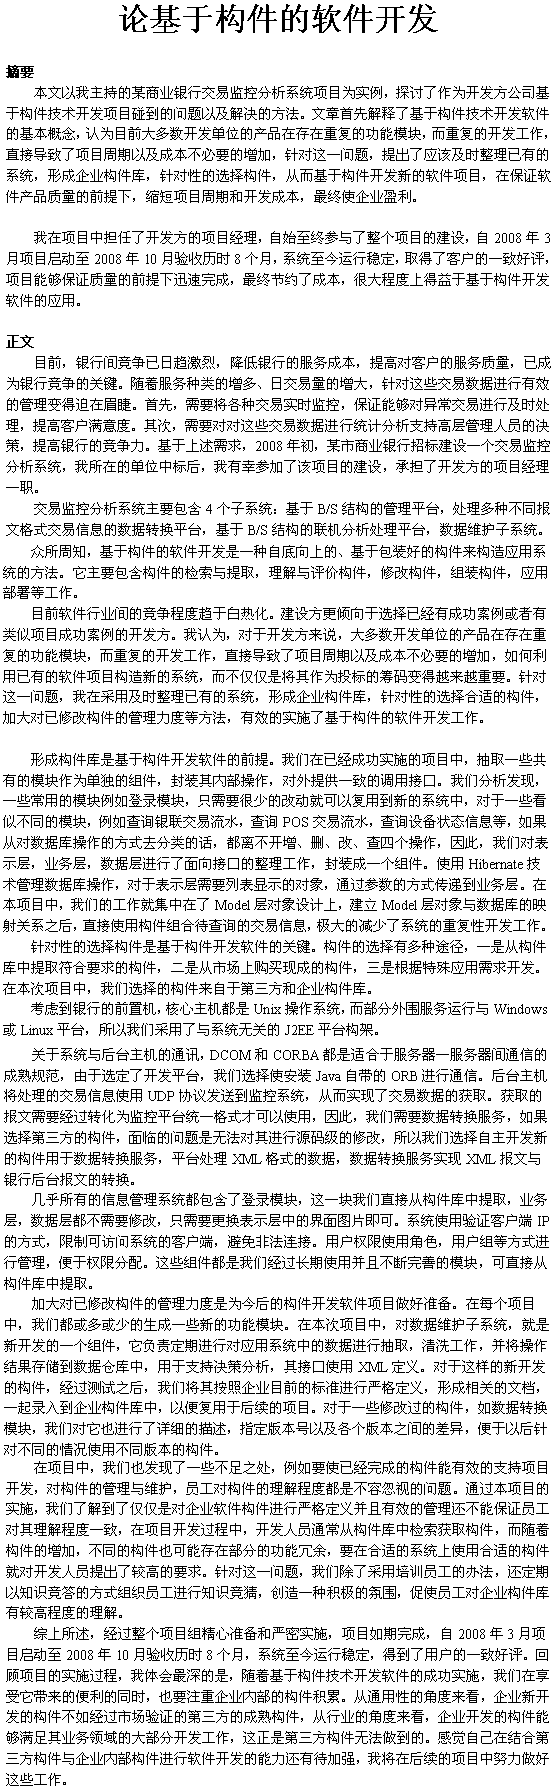 论基于构件的软件开发
摘要
本文以我主持的某商业银行交易监控分析系统项目为实例，探讨了作为开发方公司基
于构件技术开发项目碰到的问题以及解决的方法。文章首先解释了基于构件技术开发软件
的基本概念，认为目前大多数开发单位的产品在存在重复的功能模块，而重复的开发工作，
直接导致了项目周期以及成本不必要的增加，针对这一问题，提出了应该及时整理已有的
系统，形成企业构件库，针对性的选择构件，从而基于构件开发新的软件项目，在保证软
件产品质量的前提下，缩短项目周期和开发成本，最终使企业盈利。
我在项目中担任了开发方的项目经理，自始至终参与了整个项目的建设，自 2008 年 3
月项目启动至 2008 年 10 月验收历时 8 个月，系统至今运行稳定，取得了客户的一致好评，
项目能够保证质量的前提下迅速完成，最终节约了成本，很大程度上得益于基于构件开发
软件的应用。
正文
目前，银行间竞争已日趋激烈，降低银行的服务成本，提高对客户的服务质量，已成
为银行竞争的关键。随着服务种类的增多、日交易量的增大，针对这些交易数据进行有效
的管理变得迫在眉睫。首先，需要将各种交易实时监控，保证能够对异常交易进行及时处
理，提高客户满意度。其次，需要对对这些交易数据进行统计分析支持高层管理人员的决
策，提高银行的竞争力。基于上述需求，2008 年初，某市商业银行招标建设一个交易监控
分析系统，我所在的单位中标后，我有幸参加了该项目的建设，承担了开发方的项目经理
一职。
交易监控分析系统主要包含 4 个子系统：基于 B/S 结构的管理平台，处理多种不同报
文格式交易信息的数据转换平台，基于 B/S 结构的联机分析处理平台，数据维护子系统。
众所周知，基于构件的软件开发是一种自底向上的、基于包装好的构件来构造应用系
统的方法。它主要包含构件的检索与提取，理解与评价构件，修改构件，组装构件，应用
部署等工作。
目前软件行业间的竞争程度趋于白热化。建设方更倾向于选择已经有成功案例或者有
类似项目成功案例的开发方。我认为，对于开发方来说，大多数开发单位的产品在存在重
复的功能模块，而重复的开发工作，直接导致了项目周期以及成本不必要的增加，如何利
用已有的软件项目构造新的系统，而不仅仅是将其作为投标的筹码变得越来越重要。针对
这一问题，我在采用及时整理已有的系统，形成企业构件库，针对性的选择合适的构件，
加大对已修改构件的管理力度等方法，有效的实施了基于构件的软件开发工作。
形成构件库是基于构件开发软件的前提。我们在已经成功实施的项目中，抽取一些共
有的模块作为单独的组件，封装其内部操作，对外提供一致的调用接口。我们分析发现，
一些常用的模块例如登录模块，只需要很少的改动就可以复用到新的系统中，对于一些看
似不同的模块，例如查询银联交易流水，查询 POS 交易流水，查询设备状态信息等，如果
从对数据库操作的方式去分类的话，都离不开增、删、改、查四个操作，因此，我们对表
示层，业务层，数据层进行了面向接口的整理工作，封装成一个组件。使用 Hibernate 技
术管理数据库操作，对于表示层需要列表显示的对象，通过参数的方式传递到业务层。在
本项目中，我们的工作就集中在了 Model 层对象设计上，建立 Model 层对象与数据库的映
射关系之后，直接使用构件组合待查询的交易信息，极大的减少了系统的重复性开发工作。
针对性的选择构件是基于构件开发软件的关键。构件的选择有多种途径，一是从构件
库中提取符合要求的构件，二是从市场上购买现成的构件，三是根据特殊应用需求开发。
在本次项目中，我们选择的构件来自于第三方和企业构件库。
考虑到银行的前置机，核心主机都是 Unix 操作系统，而部分外围服务运行与 Windows
或 Linux 平台，所以我们采用了与系统无关的 J2EE 平台构架。
关于系统与后台主机的通讯，DCOM 和 CORBA 都是适合于服务器—服务器间通信的
成熟规范，由于选定了开发平台，我们选择使安装 Java 自带的 ORB 进行通信。后台主机
将处理的交易信息使用 UDP 协议发送到监控系统，从而实现了交易数据的获取。获取的
报文需要经过转化为监控平台统一格式才可以使用，因此，我们需要数据转换服务，如果
选择第三方的构件，面临的问题是无法对其进行源码级的修改，所以我们选择自主开发新
的构件用于数据转换服务，平台处理 XML 格式的数据，数据转换服务实现 XML 报文与
银行后台报文的转换。
几乎所有的信息管理系统都包含了登录模块，这一块我们直接从构件库中提取，业务
层，数据层都不需要修改，只需要更换表示层中的界面图片即可。系统使用验证客户端 IP
的方式，限制可访问系统的客户端，避免非法连接。用户权限使用角色，用户组等方式进
行管理，便于权限分配。这些组件都是我们经过长期使用并且不断完善的模块，可直接从
构件库中提取。
加大对已修改构件的管理力度是为今后的构件开发软件项目做好准备。在每个项目
中，我们都或多或少的生成一些新的功能模块。在本次项目中，对数据维护子系统，就是
新开发的一个组件，它负责定期进行对应用系统中的数据进行抽取，清洗工作，并将操作
结果存储到数据仓库中，用于支持决策分析，其接口使用 XML 定义。对于这样的新开发
的构件，经过测试之后，我们将其按照企业目前的标准进行严格定义，形成相关的文档，
一起录入到企业构件库中，以便复用于后续的项目。对于一些修改过的构件，如数据转换
模块，我们对它也进行了详细的描述，指定版本号以及各个版本之间的差异，便于以后针
对不同的情况使用不同版本的构件。
在项目中，我们也发现了一些不足之处，例如要使已经完成的构件能有效的支持项目
开发，对构件的管理与维护，员工对构件的理解程度都是不容忽视的问题。通过本项目的
实施，我们了解到了仅仅是对企业软件构件进行严格定义并且有效的管理还不能保证员工
对其理解程度一致，在项目开发过程中，开发人员通常从构件库中检索获取构件，而随着
构件的增加，不同的构件也可能存在部分的功能冗余，要在合适的系统上使用合适的构件
就对开发人员提出了较高的要求。针对这一问题，我们除了采用培训员工的办法，还定期
以知识竞答的方式组织员工进行知识竞猜，创造一种积极的氛围，促使员工对企业构件库
有较高程度的理解。
综上所述，经过整个项目组精心准备和严密实施，项目如期完成，自 2008 年 3 月项
目启动至 2008 年 10 月验收历时 8 个月，系统至今运行稳定，得到了用户的一致好评。回
顾项目的实施过程，我体会最深的是，随着基于构件技术开发软件的成功实施，我们在享
受它带来的便利的同时，也要注重企业内部的构件积累。从通用性的角度来看，企业新开
发的构件不如经过市场验证的第三方的成熟构件，从行业的角度来看，企业开发的构件能
够满足其业务领域的大部分开发工作，这正是第三方构件无法做到的。感觉自己在结合第
三方构件与企业内部构件进行软件开发的能力还有待加强，我将在后续的项目中努力做好
这些工作。